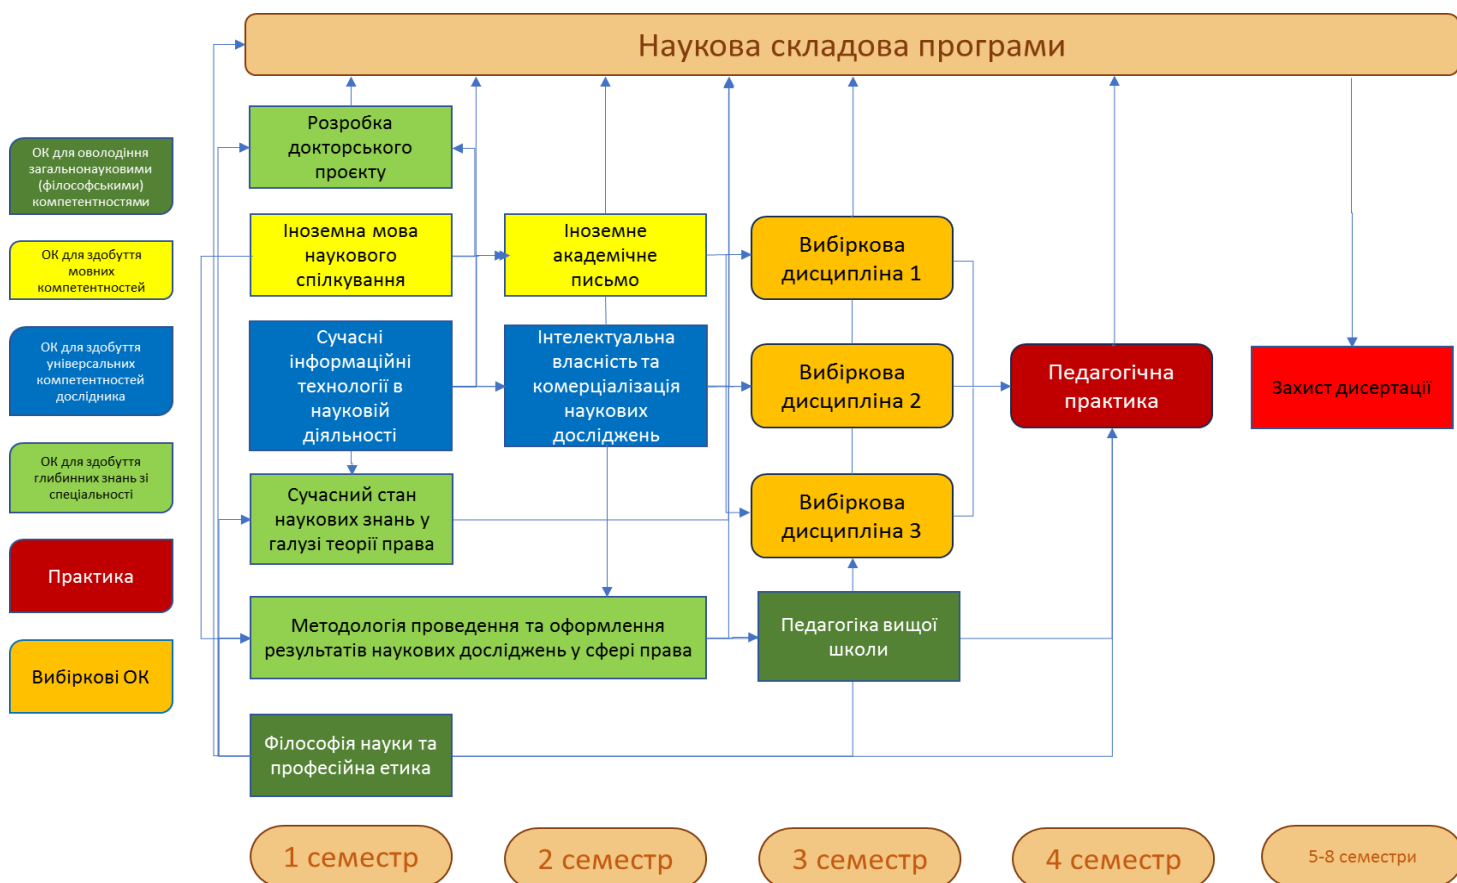 Наукова складова програми
ОК для оволодіння
загальнонауковими
(філософськими)
компетентностями
ОК для здобуття
мовних
компетентностей
ОК для здобуття
універсальних
компетентностей
дослідника
ОК для здобуття
глибинних знань зі
спеціальності
Практика
Вибіркові ОК
Розробка
докторського
проєкту
Іноземна мова
наукового
спілкування
Сучасні
інформаційні
технології в
науковій
діяльності
Сучасний стан
наукових знань у
галузі теорії права
Методологія проведення та оформлення
результатів наукових досліджень у сфері права
Філософія науки та
професійна етика
Іноземне
академічне
письмо
Інтелектуальна
власність та
комерціалізація
наукових
досліджень
Вибіркова
дисципліна 1
Вибіркова
дисципліна 2
Вибіркова
дисципліна 3
Педагогіка вищої
школи
Педагогічна
практика
Захист дисертації
1 семестр
2 семестр
3 семестр
4 семестр
5-8 семестри